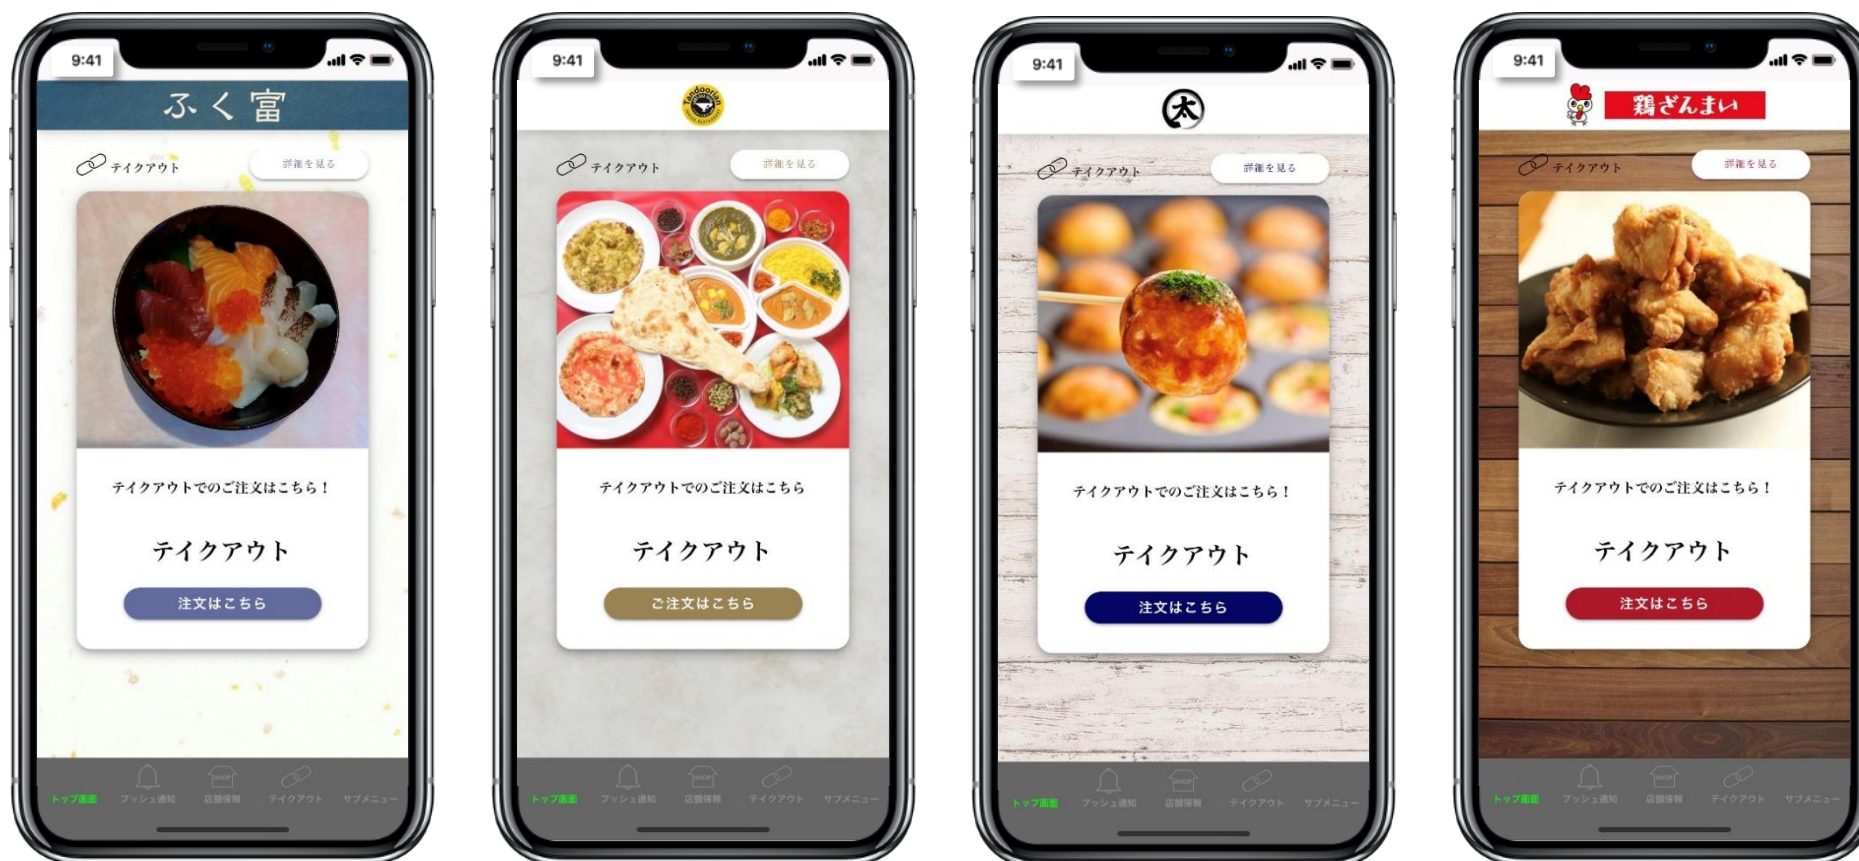 9:41
ふく富
テイクアウト
詳細を見る
テイクアウトでのご注文はこちら！
テイクアウト
注文はこちら
SHOP
トップ画面 プッシュ通知 店舗情報 テイクアウト サブメニュー
9:41
Tandoorian
テイクアウト
詳細を見る
テイクアウトでのご注文はこちら
テイクアウト
ご注文はこちら
SHOP
トップ画面 プッシュ通知 店舗情報 テイクアウト サブメニュー
9:41
太
テイクアウト
詳細を見る
テイクアウトでのご注文はこちら！
テイクアウト
注文はこちら
SHOP
トップ画面 プッシュ通知 店舗情報 テイクアウト サブメニュー
9:41
鶏ざんまい
テイクアウト
詳細を見る
テイクアウトでのご注文はこちら！
テイクアウト
注文はこちら
SHOP
トップ画面 プッシュ通知 店舗情報 テイクアウト サブメニュー